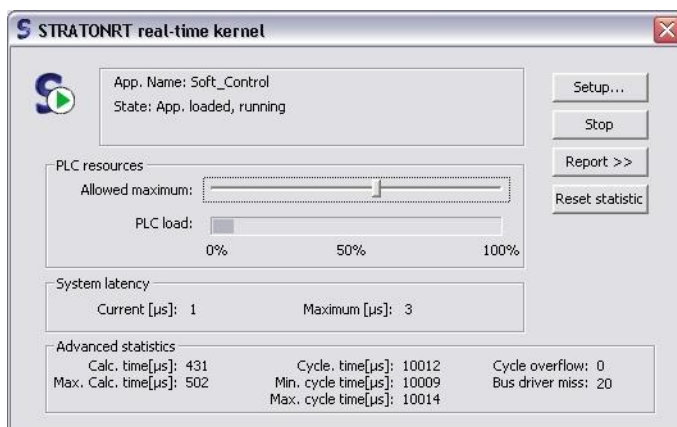 STRATONRT real-time kernel
App. Name: Soft_Control
State: App. loaded, running
Setup...
Stop
Report >>
Reset statistic
PLC resources
Allowed maximum:
PLC load:
0% 50% 100%
System latency
Current [µs]: 1 Maximum [µs]: 3
Advanced statistics
Calc. time[µs]: 431 Cycle. time[µs]: 10012 Cycle overflow: 0
Max. Calc. time[µs]: 502 Min. cycle time[µs]: 10009 Bus driver miss: 20
Max. cycle time[µs]: 10014